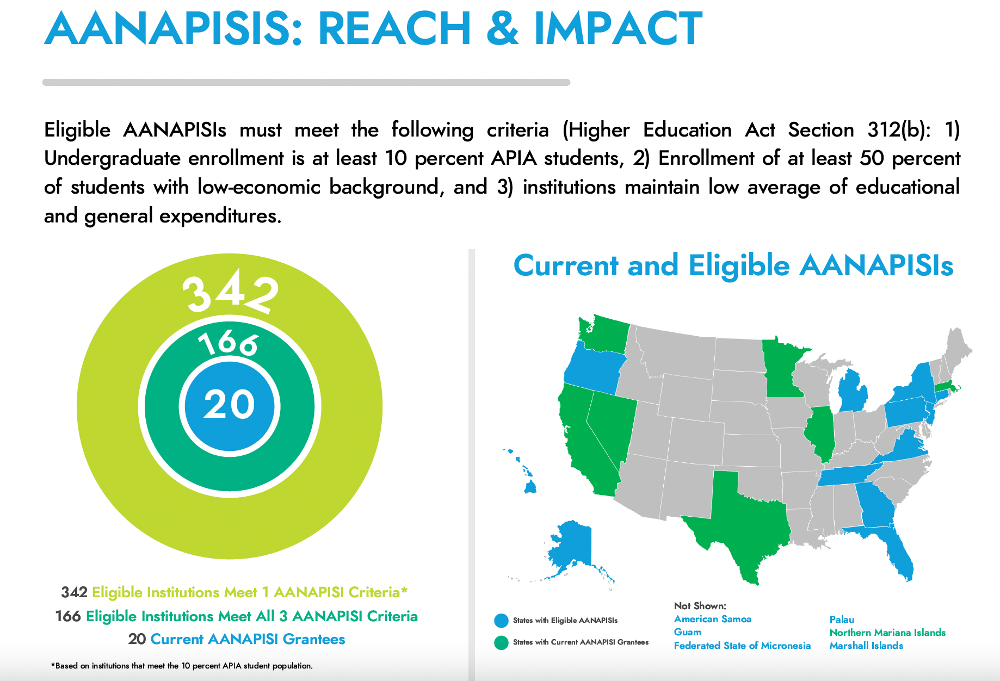 AANAPISIS: REACH & IMPACT
Eligible AANAPISIs must meet the following criteria (Higher Education Act Section 312(b): 1)
Undergraduate enrollment is at least 10 percent APIA students, 2) Enrollment of at least 50 percent
of students with low-economic background, and 3) institutions maintain low average of educational
and general expenditures.
342
166
20
342 Eligible Institutions Meet 1 AANAPISI Criteria*
166 Eligible Institutions Meet All 3 AANAPISI Criteria
20 Current AANAPISI Grantees
*Based on institutions that meet the 10 percent APIA student population.
Current and Eligible AANAPISIs
States with Eligible AANAPISIs
States with Current AANAPISI Grantees
Not Shown:
American Samoa
Guam
Federated State of Micronesia
Palau
Northern Mariana Islands
Marshall Islands